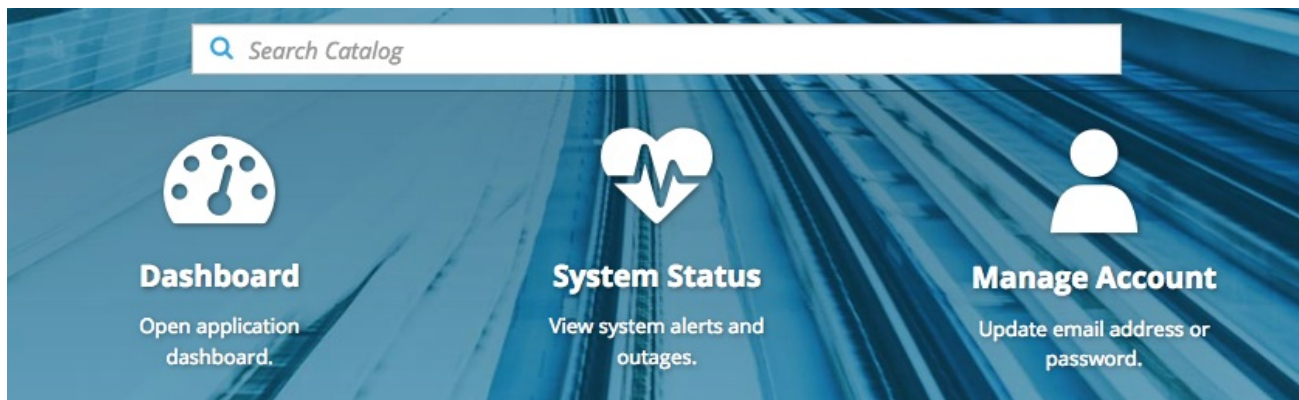 Search Catalog
Dashboard
System Status
Manage Account
Open application
dashboard.
View system alerts and
outages.
Update email address or
password.